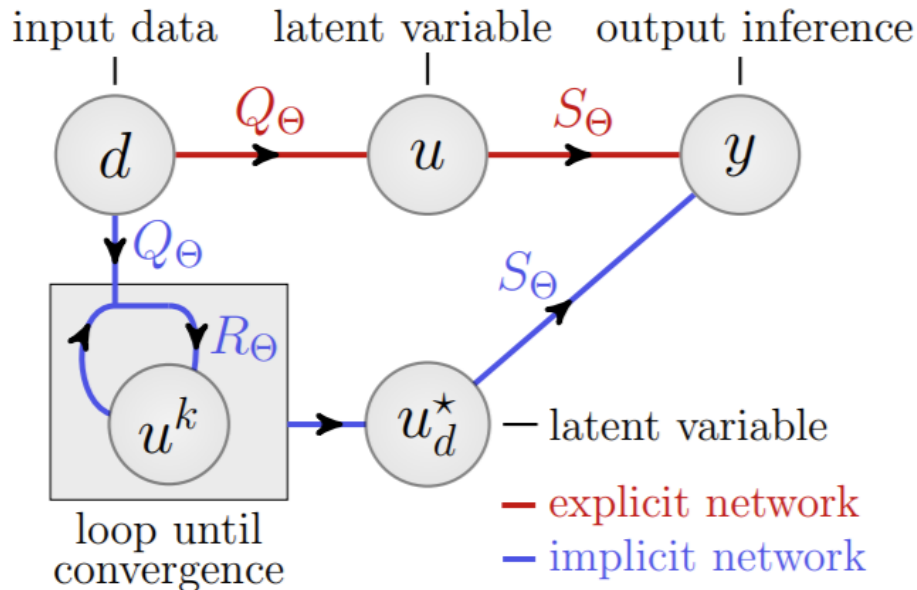 input data
latent variable
output inference
Q_Θ
S_Θ
d
u
y
Q_Θ
S_Θ
R_Θ
u^k
u_d^⋆
latent variable
loop until
convergence
explicit network
implicit network